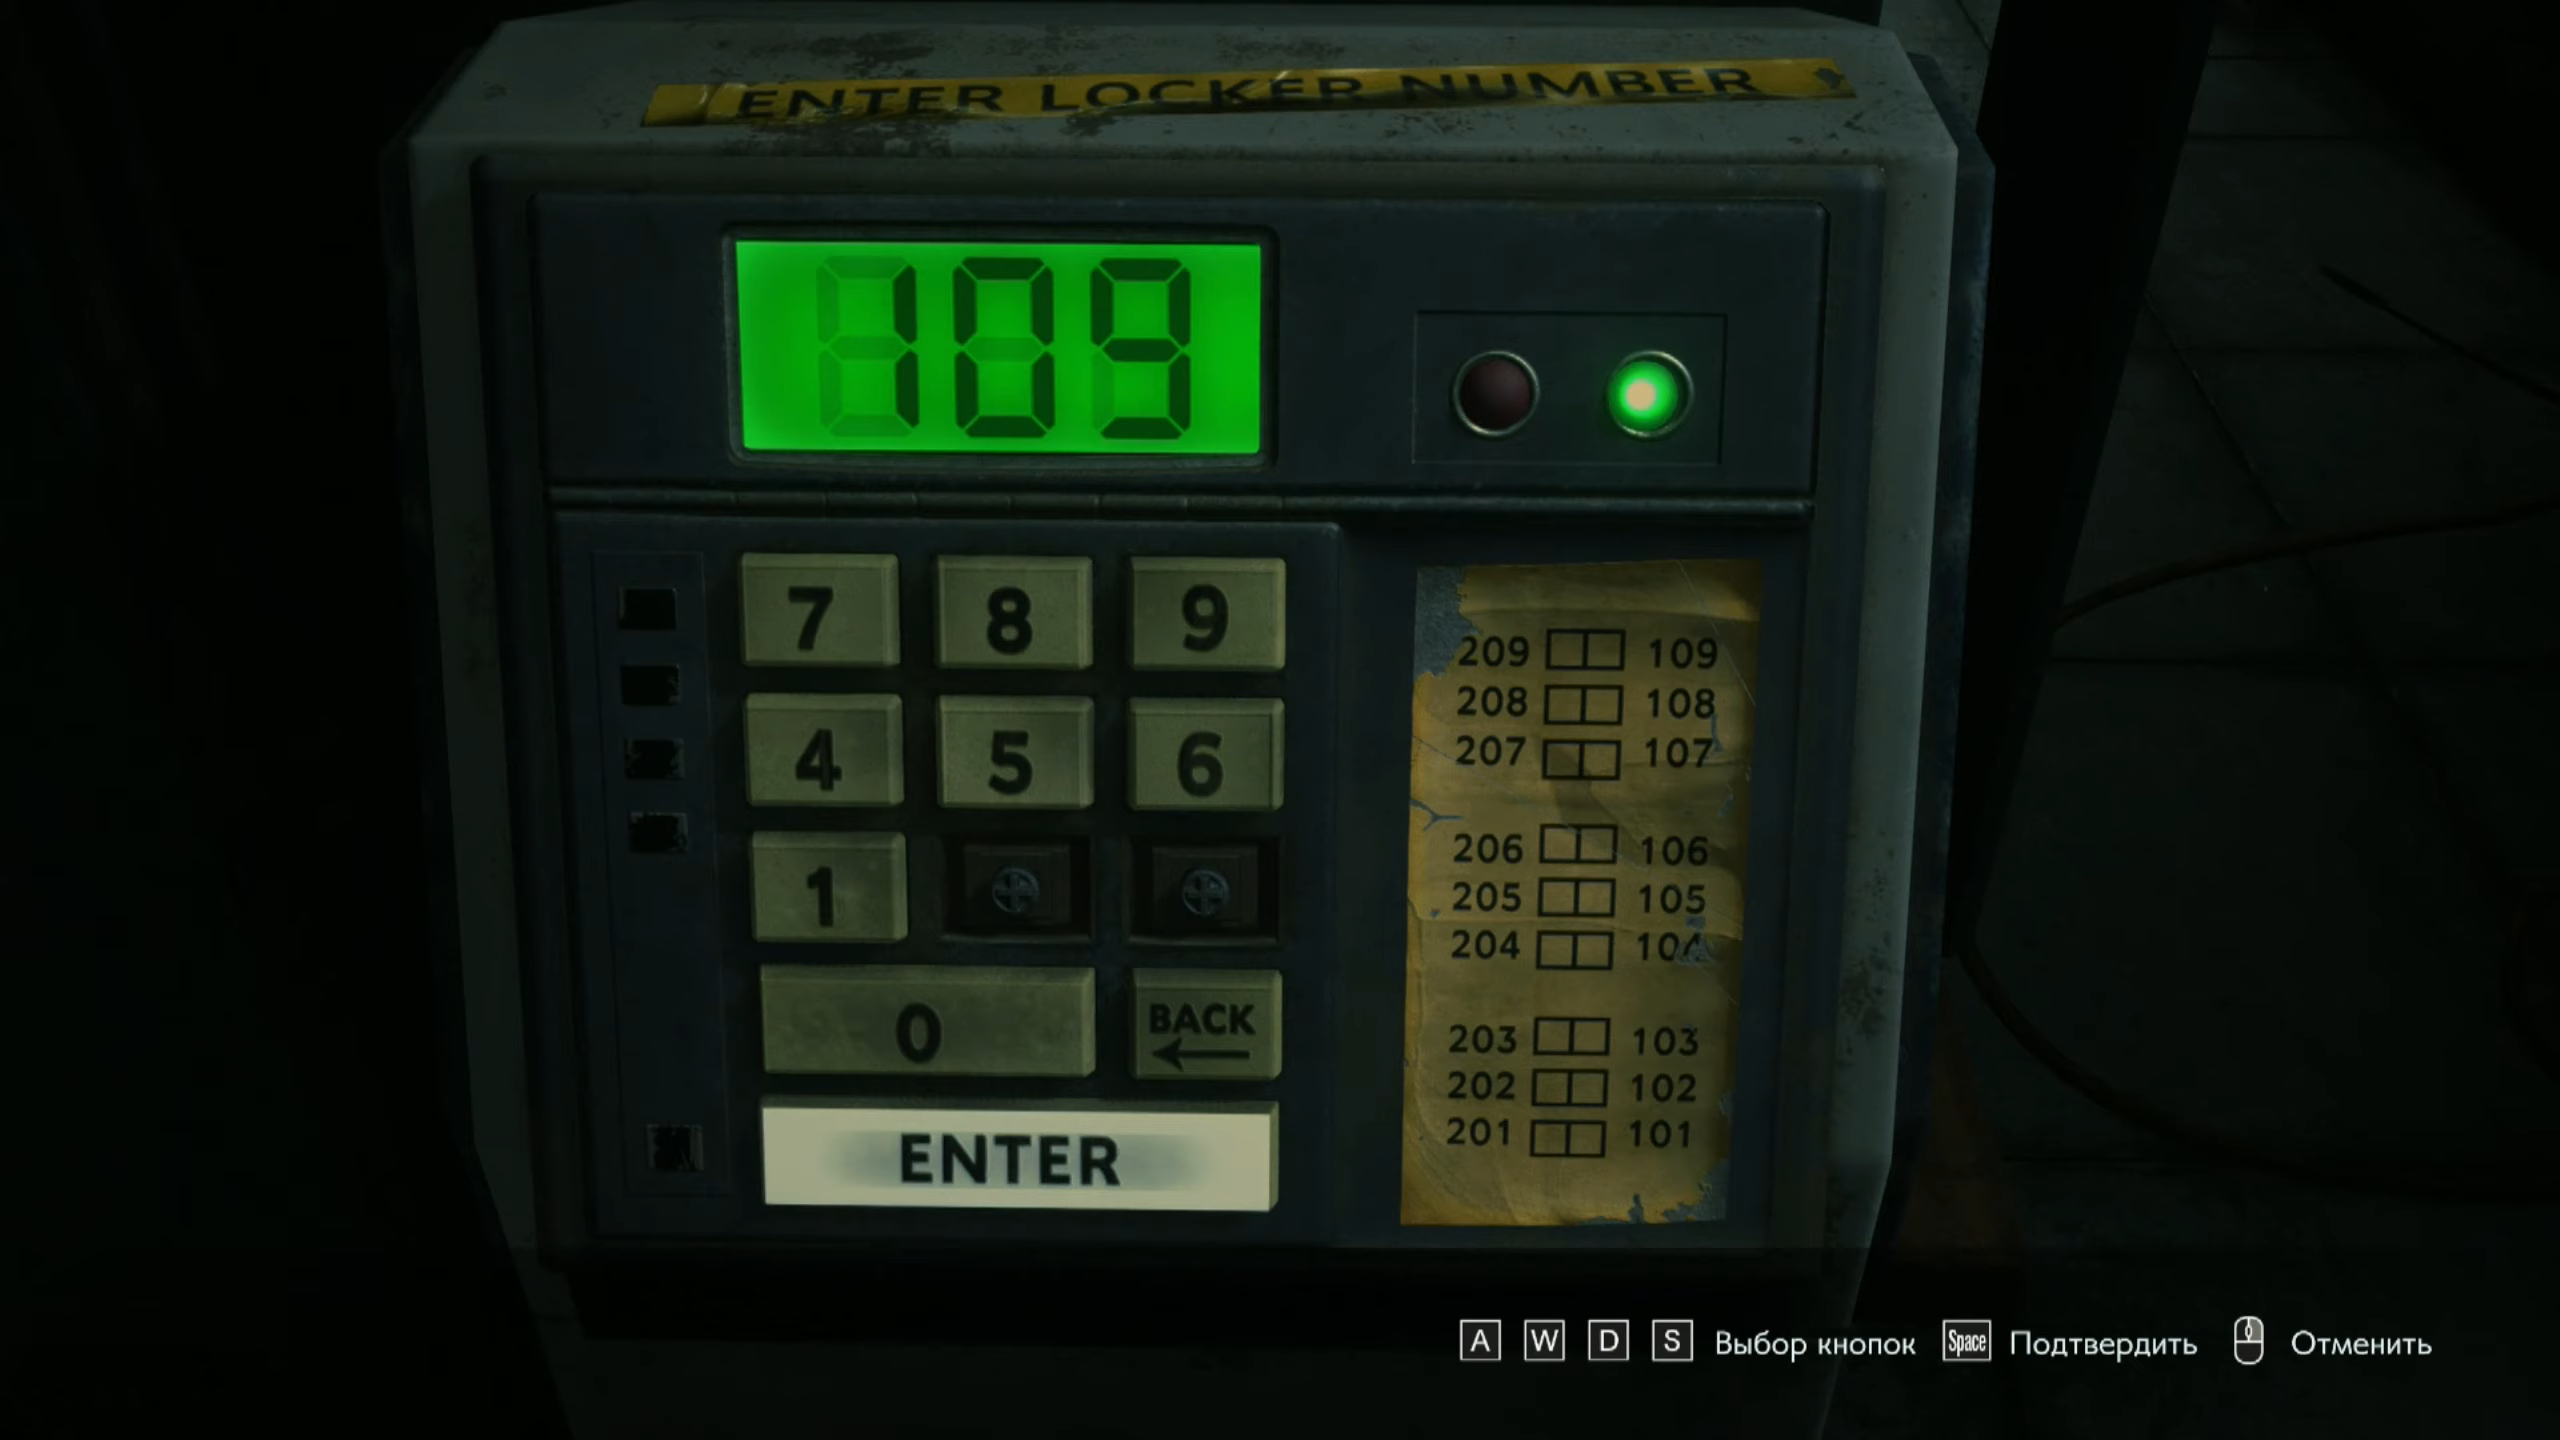 ENTER LOCKER NUMBER
109
7 8 9
4 5 6
1
0 BACK
ENTER
209 109
208 108
207 107
206 106
205 105
204 104
203 103
202 102
201 101
A W D S Выбор кнопок Space Подтвердить Отменить